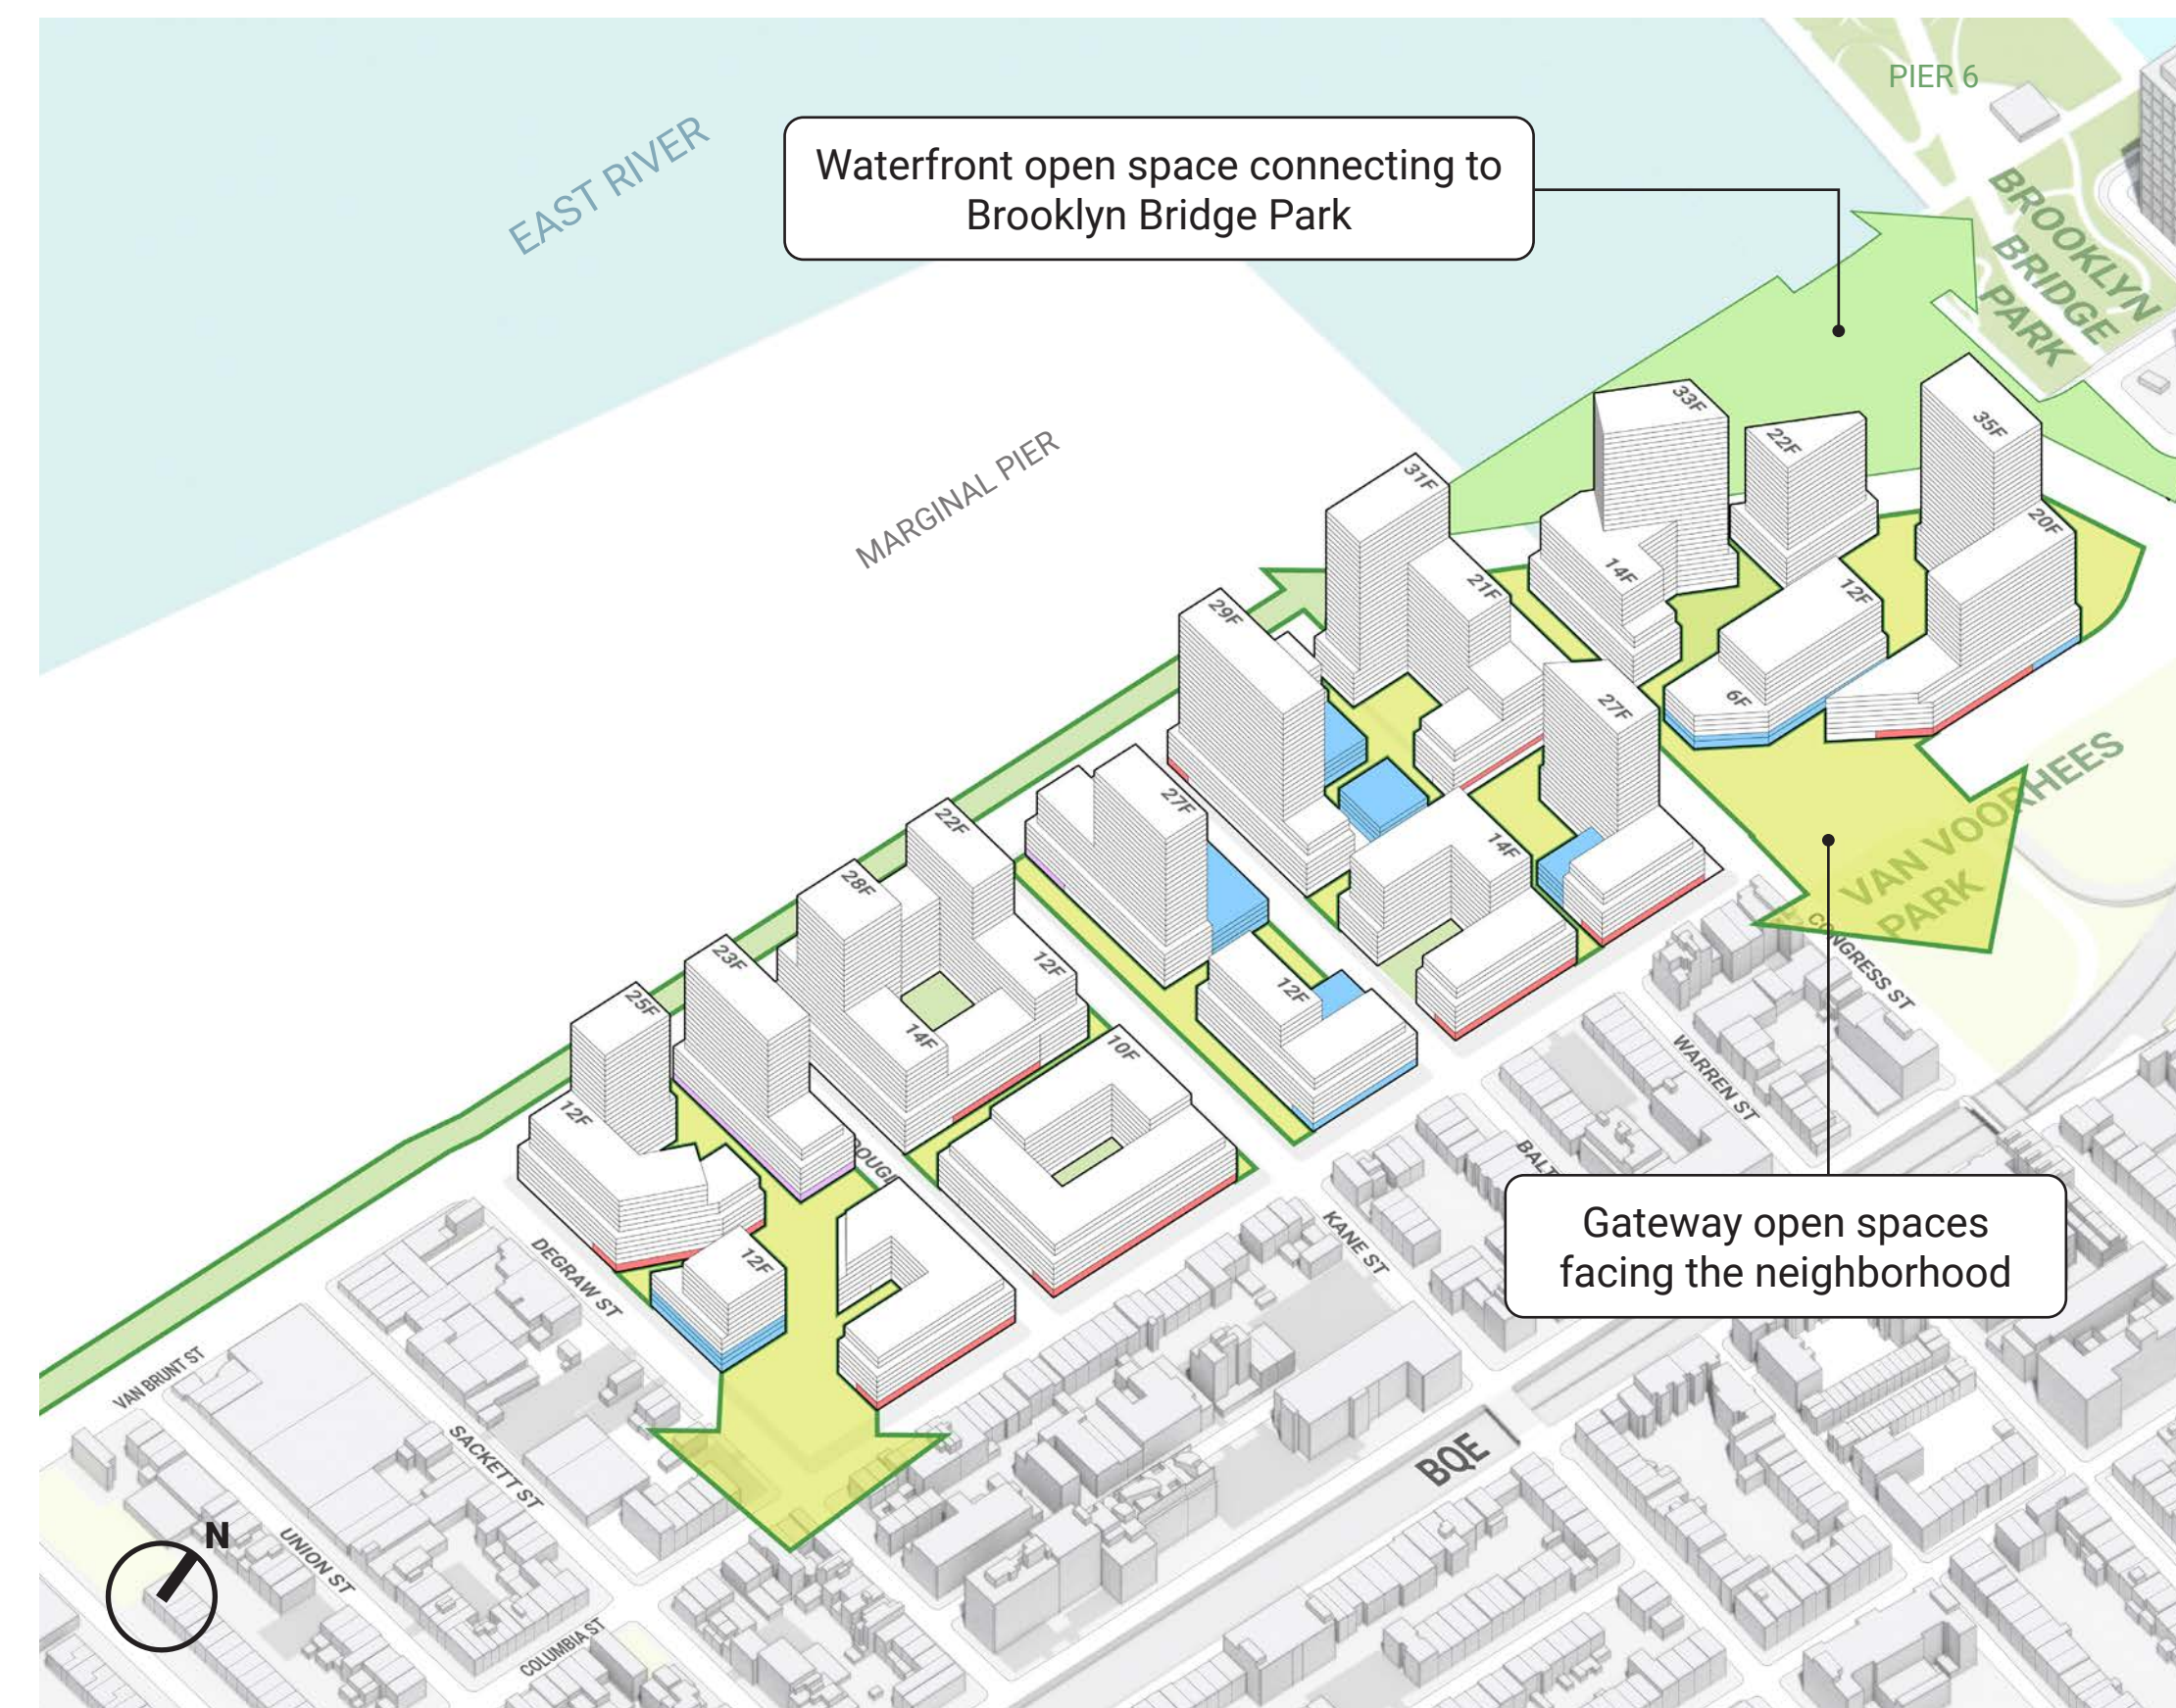 PIER 6
EAST RIVER
Waterfront open space connecting to
Brooklyn Bridge Park
BROOKLYN
BRIDGE
PARK
MARGINAL PIER
33F
22F
35F
31F
20F
14F
21F
12F
29F
6F
27F
VAN VOORHEES
PARK
27F
22F
14F
28F
CONGRESS ST
23F
12F
12F
25F
14F
10F
WARREN ST
12F
12F
KANE ST
DEGRAW ST
Gateway open spaces
facing the neighborhood
VAN BRUNT ST
SACKETT ST
BQE
N
UNION ST
COLUMBIA ST